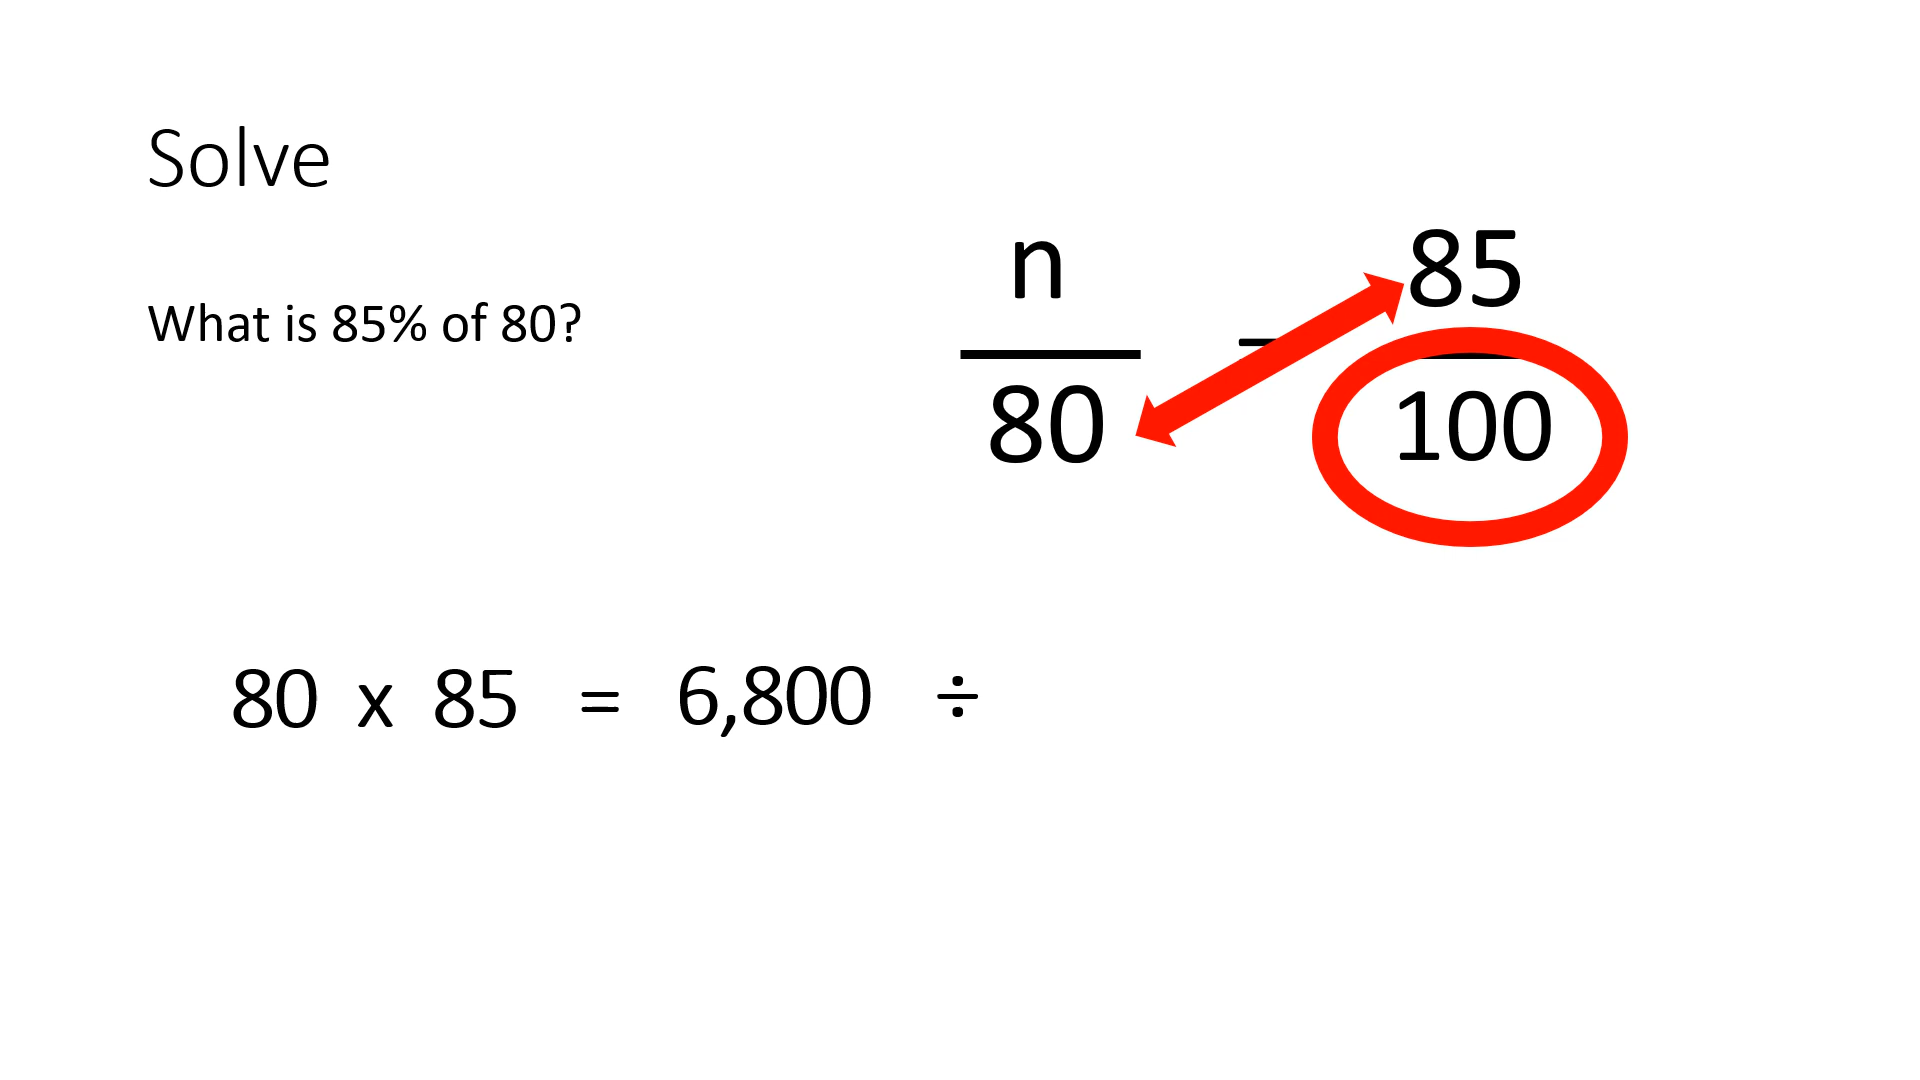 Solve
What is 85% of 80?
n = 85
80 100
80 x 85 = 6,800 ÷